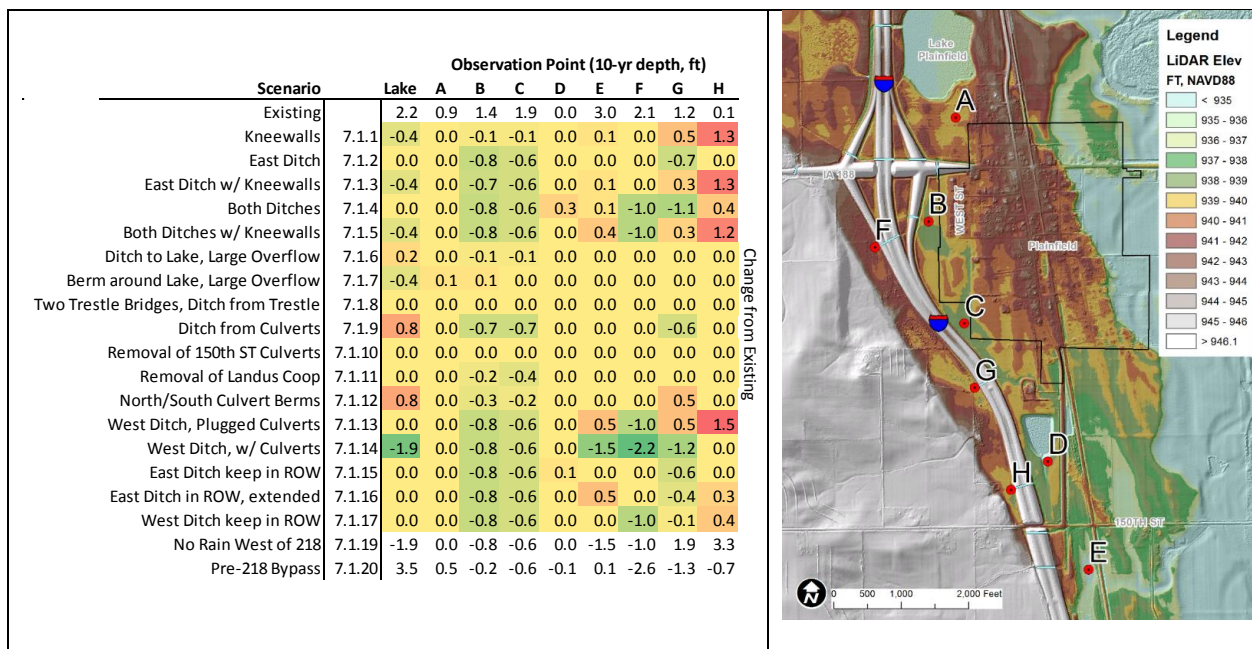 Observation Point (10-yr depth, ft)
Scenario Lake A B C D E F G H
Existing 2.2 0.9 1.4 1.9 0.0 3.0 2.1 1.2 0.1
Kneewalls 7.1.1 -0.4 0.0 -0.1 -0.1 0.0 0.1 0.0 0.5 1.3
East Ditch 7.1.2 0.0 0.0 -0.8 -0.6 0.0 0.0 0.0 -0.7 0.0
East Ditch w/ Kneewalls 7.1.3 -0.4 0.0 -0.7 -0.6 0.0 0.1 0.0 0.3 1.3
Both Ditches 7.1.4 0.0 0.0 -0.8 -0.6 0.3 0.1 -1.0 -1.1 0.4
Both Ditches w/ Kneewalls 7.1.5 -0.4 0.0 -0.8 -0.6 0.0 0.4 -1.0 0.3 1.2
Ditch to Lake, Large Overflow 7.1.6 0.2 0.0 -0.1 -0.1 0.0 0.0 0.0 0.0 0.0
Berm around Lake, Large Overflow 7.1.7 -0.4 0.1 0.1 0.0 0.0 0.0 0.0 0.0 0.0
Two Trestle Bridges, Ditch from Trestle 7.1.8 0.0 0.0 0.0 0.0 0.0 0.0 0.0 0.0 0.0
Ditch from Culverts 7.1.9 0.8 0.0 -0.7 -0.7 0.0 0.0 0.0 -0.6 0.0
Removal of 150th ST Culverts 7.1.10 0.0 0.0 0.0 0.0 0.0 0.0 0.0 0.0 0.0
Removal of Landus Coop 7.1.11 0.0 0.0 -0.2 -0.4 0.0 0.0 0.0 0.0 0.0
North/South Culvert Berms 7.1.12 0.8 0.0 -0.3 -0.2 0.0 0.0 0.0 0.5 0.0
West Ditch, Plugged Culverts 7.1.13 0.0 0.0 -0.8 -0.6 0.0 0.5 -1.0 0.5 1.5
West Ditch, w/ Culverts 7.1.14 -1.9 0.0 -0.8 -0.6 0.0 -1.5 -2.2 -1.2 0.0
East Ditch keep in ROW 7.1.15 0.0 0.0 -0.8 -0.6 0.1 0.0 0.0 -0.6 0.0
East Ditch in ROW, extended 7.1.16 0.0 0.0 -0.8 -0.6 0.0 0.5 0.0 -0.4 0.3
West Ditch keep in ROW 7.1.17 0.0 0.0 -0.8 -0.6 0.0 0.0 -1.0 -0.1 0.4
No Rain West of 218 7.1.19 -1.9 0.0 -0.8 -0.6 0.0 -1.5 -1.0 1.9 3.3
Pre-218 Bypass 7.1.20 3.5 0.5 -0.2 -0.6 -0.1 0.1 -2.6 -1.3 -0.7
Change from Existing
Lake
Plainfield
A
IA 188
B
WEST ST
F
Plainfield
C
G
D
H
150TH ST
E
N
0 500 1,000 2,000 Feet
Legend
LiDAR Elev
FT, NAVD88
< 935
935 - 936
936 - 937
937 - 938
938 - 939
939 - 940
940 - 941
941 - 942
942 - 943
943 - 944
944 - 945
945 - 946
> 946.1